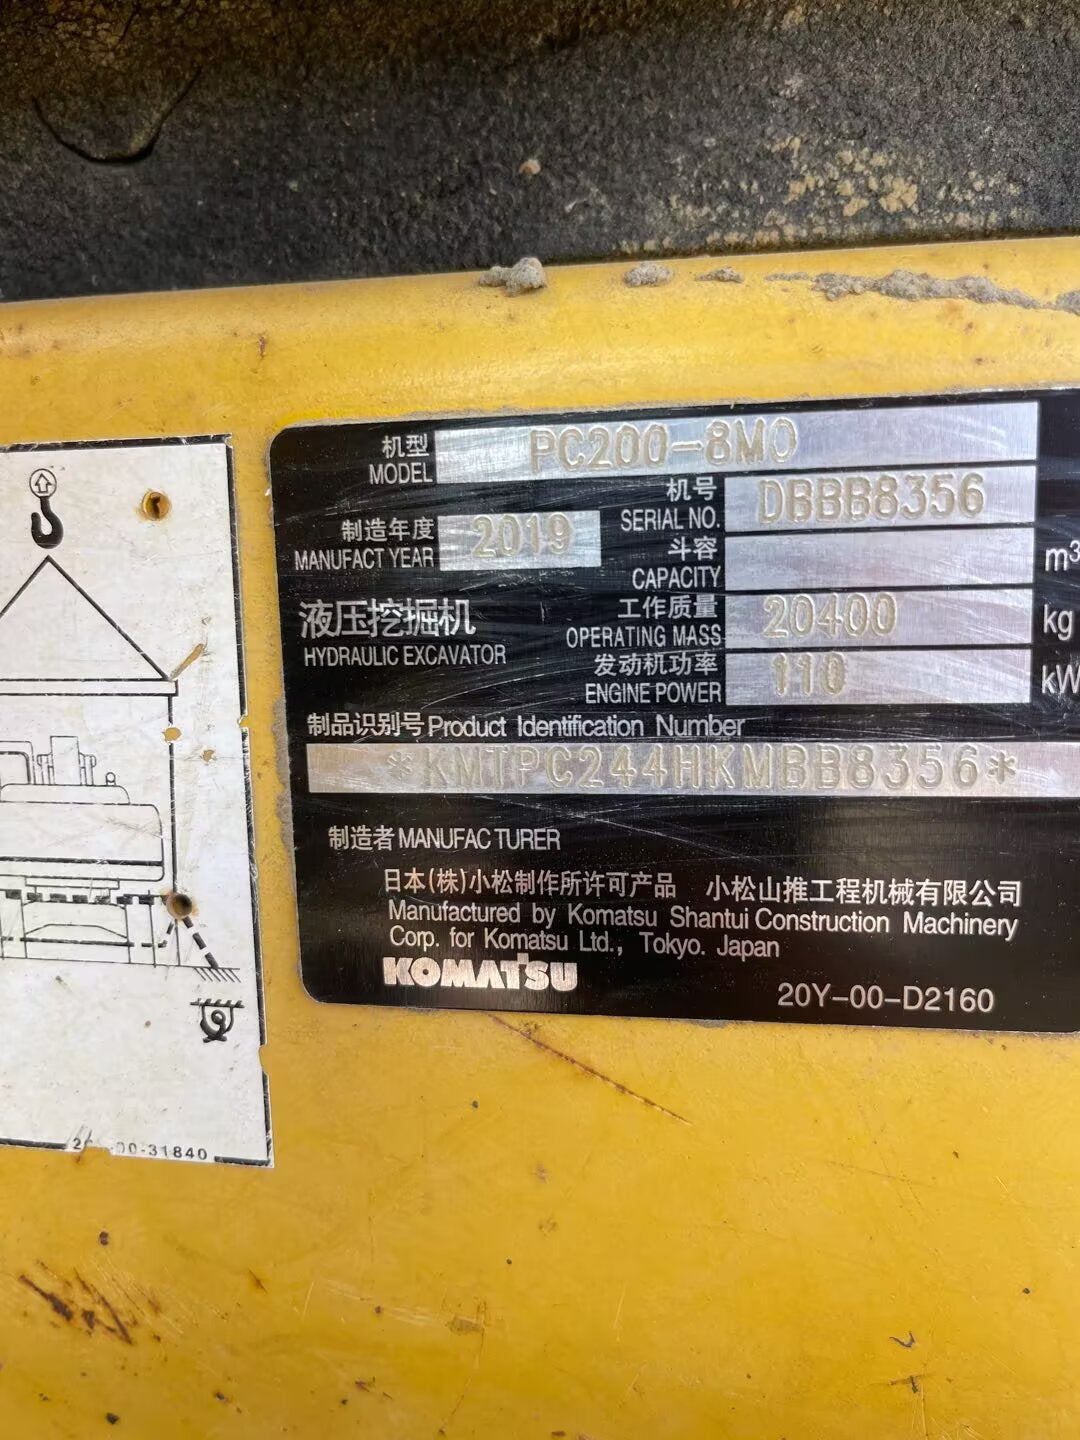 机型 MODEL PC200-8M0
机号 SERIAL NO. DBBB8356
制造年度 MANUFACT YEAR 2019
斗容 CAPACITY m³
液压挖掘机
HYDRAULIC EXCAVATOR
工作质量 OPERATING MASS 20400 kg
发动机功率 ENGINE POWER 110 kW
制品识别号 Product Identification Number
*KMTPC244HKMBB8356*
制造者 MANUFACTURER
日本(株)小松制作所许可产品 小松山推工程机械有限公司
Manufactured by Komatsu Shantui Construction Machinery
Corp. for Komatsu Ltd., Tokyo. Japan
KOMATSU
20Y-00-D2160
00-31840